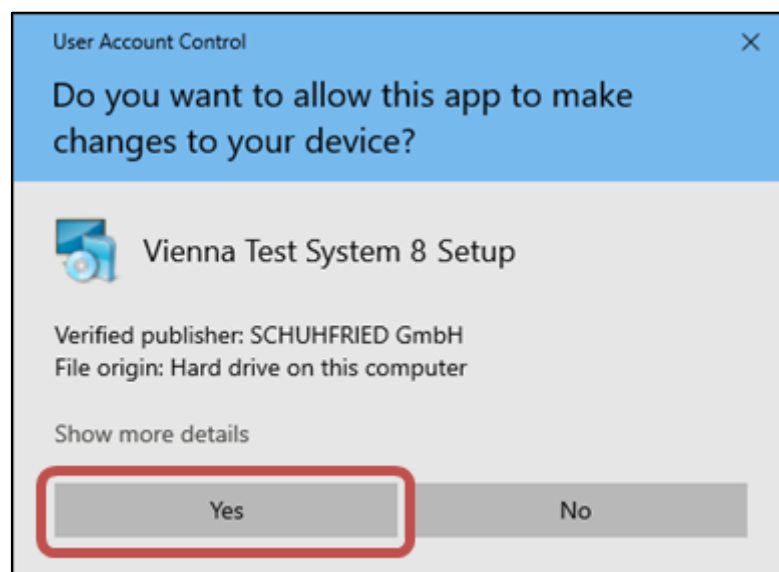 User Account Control
Do you want to allow this app to make
changes to your device?
Vienna Test System 8 Setup
Verified publisher: SCHUHFRIED GmbH
File origin: Hard drive on this computer
Show more details
Yes No